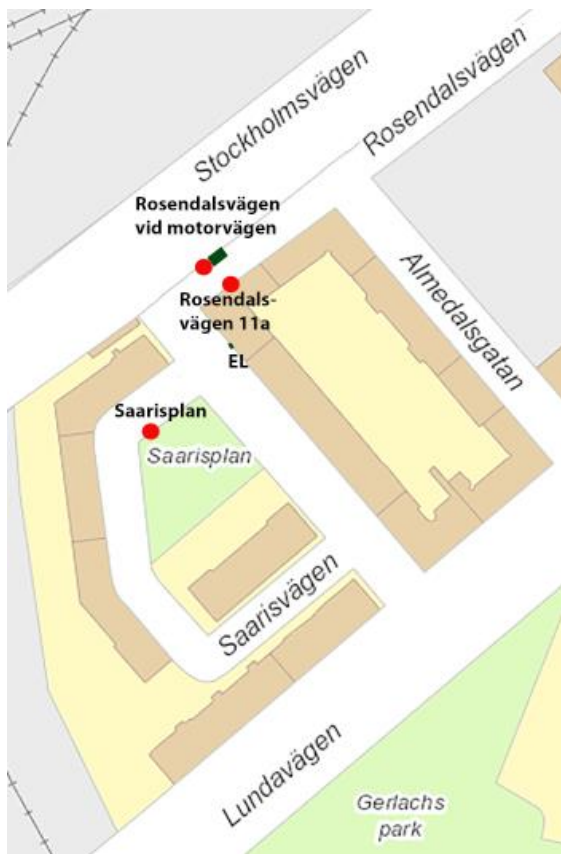 Stockholmsvägen
Rosendalsvägen
Rosendalsvägen
vid motorvägen
Almedalsgatan
Rosendals-
vägen 11a
EL
Saarisplan
Saarisplan
Saarisvägen
Lundavägen
Gerlachs
park